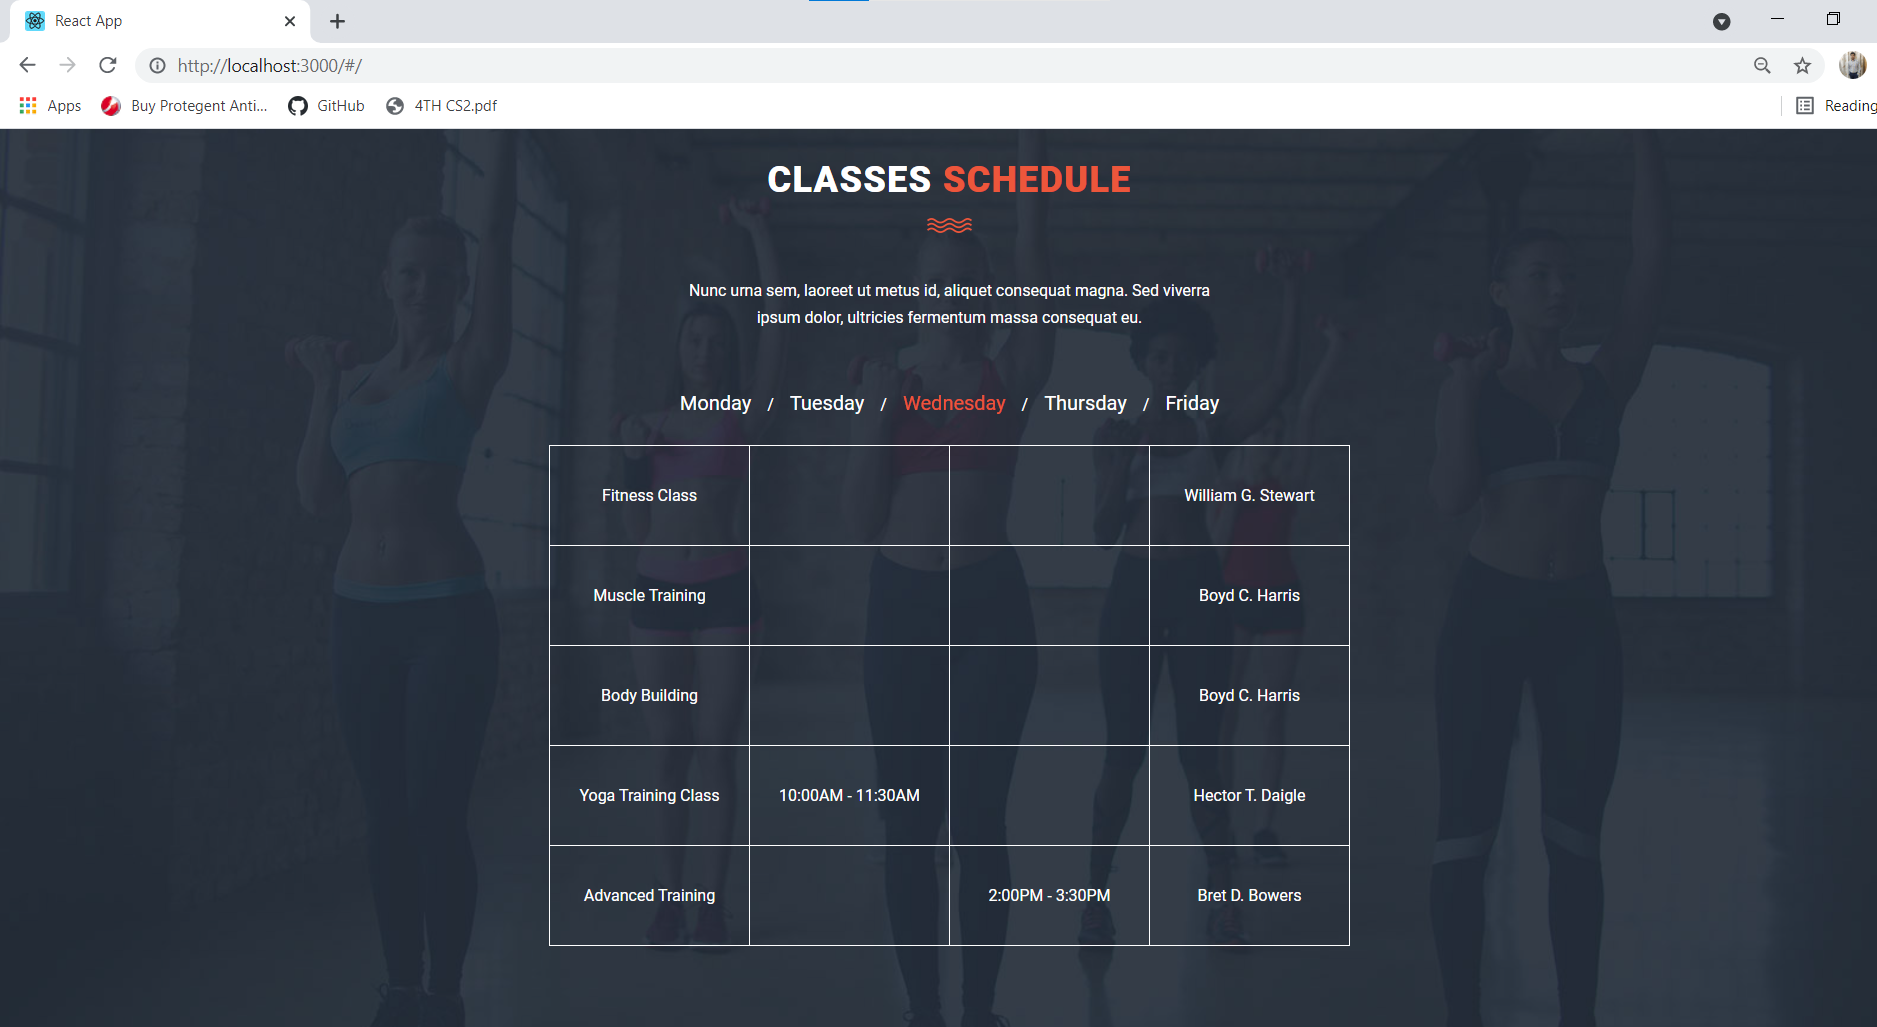 React App
http://localhost:3000/#/
Apps
Buy Protegent Anti...
GitHub
4TH CS2.pdf
Reading
CLASSES SCHEDULE
Nunc urna sem, laoreet ut metus id, aliquet consequat magna. Sed viverra
ipsum dolor, ultricies fermentum massa consequat eu.
Monday / Tuesday / Wednesday / Thursday / Friday
Fitness Class William G. Stewart
Muscle Training Boyd C. Harris
Body Building Boyd C. Harris
Yoga Training Class 10:00AM - 11:30AM Hector T. Daigle
Advanced Training 2:00PM - 3:30PM Bret D. Bowers